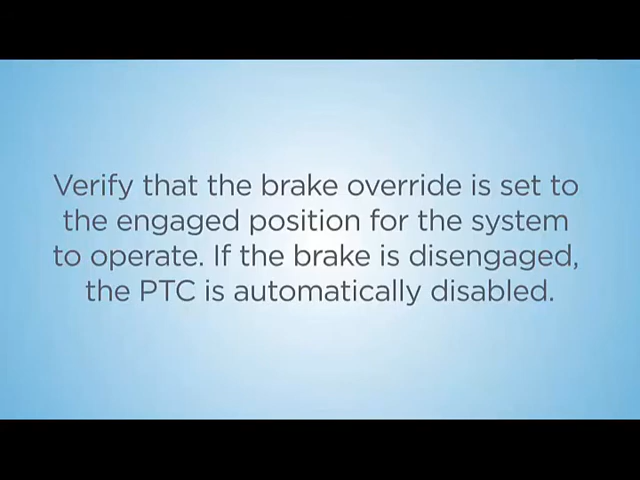 Verify that the brake override is set to
the engaged position for the system
to operate. If the brake is disengaged,
the PTC is automatically disabled.